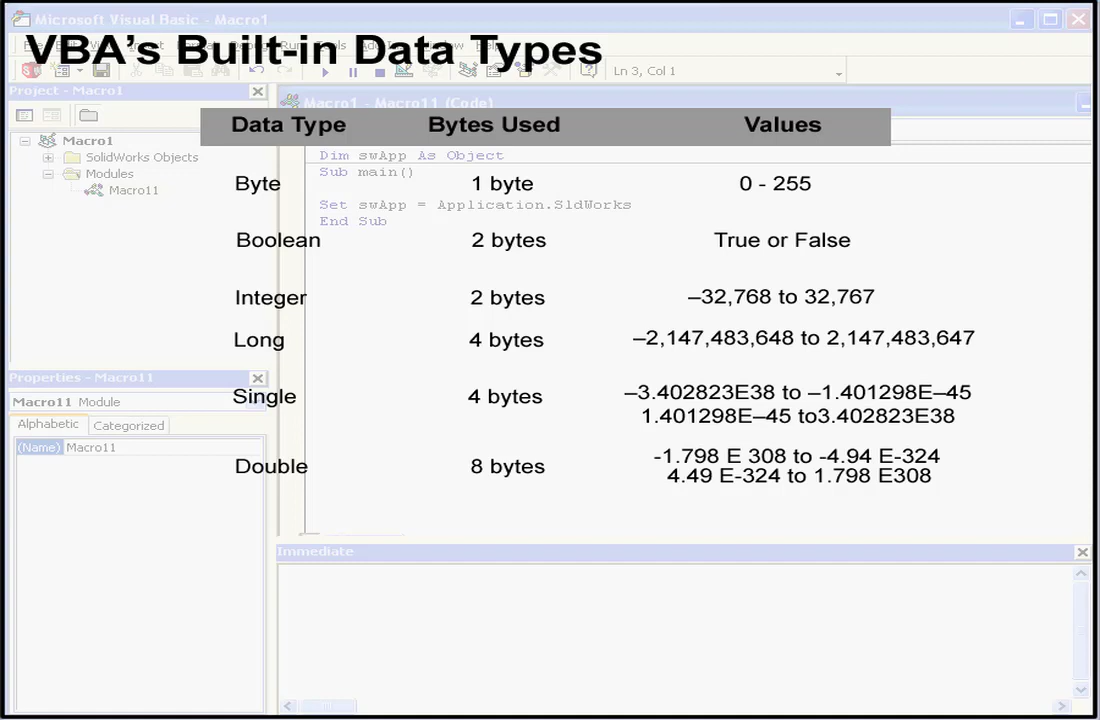 Microsoft Visual Basic - Macro1
VBA's Built-in Data Types
Ln 3, Col 1
Project - Macro1
Macro1 - Macro11 (Code)
Data Type Bytes Used Values
Macro1
SolidWorks Objects
Modules
Macro11
Dim swApp As Object
Sub main()
Set swApp = Application.SldWorks
End Sub
Byte 1 byte 0 - 255
Boolean 2 bytes True or False
Integer 2 bytes –32,768 to 32,767
Long 4 bytes –2,147,483,648 to 2,147,483,647
Properties - Macro11
Macro11 Module
Alphabetic Categorized
(Name) Macro11
Single 4 bytes –3.402823E38 to –1.401298E–45
1.401298E–45 to3.402823E38
Double 8 bytes -1.798 E 308 to -4.94 E-324
4.49 E-324 to 1.798 E308
Immediate